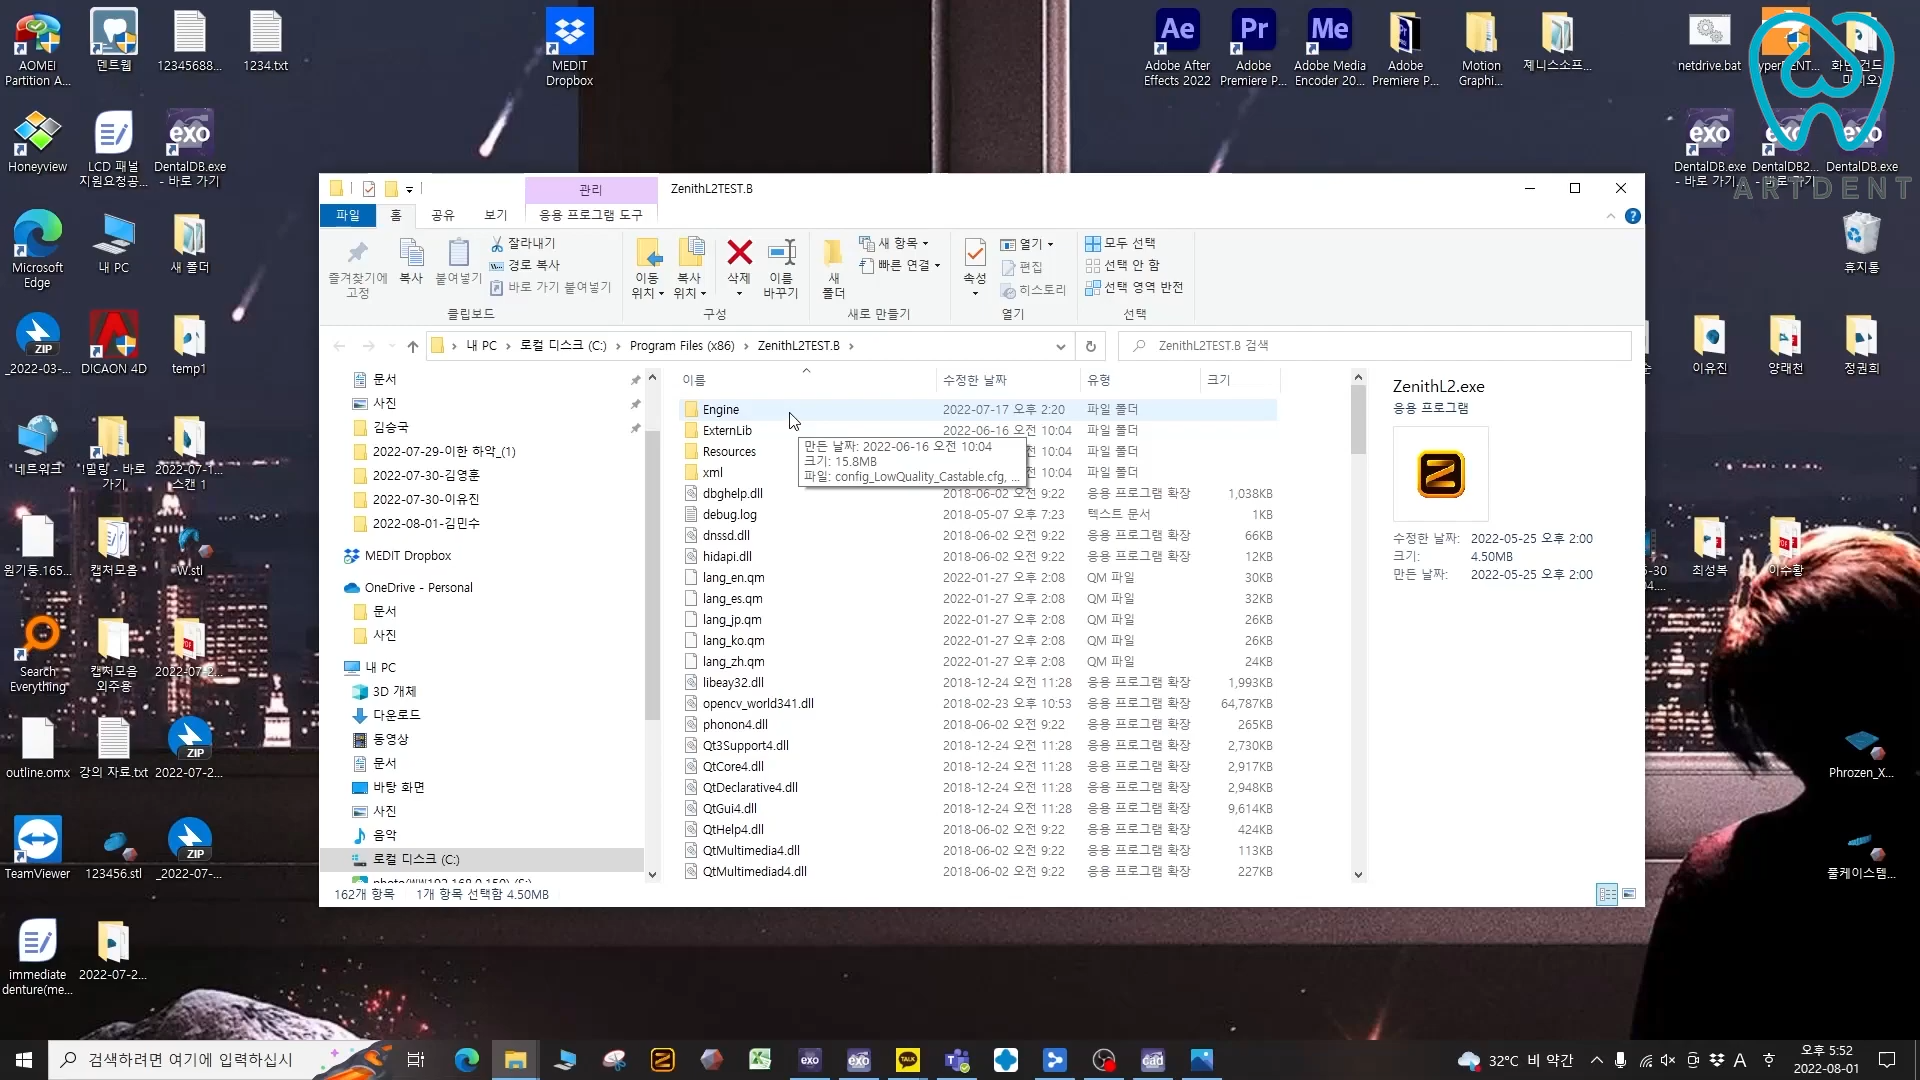 AOMEI
Partition A...
덴트웹
12345688...
1234.txt
MEDIT
Dropbox
Ae
Adobe After
Effects 2022
Pr
Adobe
Premiere P...
Me
Adobe Media
Encoder 20...
Adobe
Premiere P...
Motion
Graphi...
제니스소프...
netdrive.bat
ARTDENT
Honeyview
LCD 패널
지원요청공...
exo
DentalDB.exe
- 바로 가기
DentalDB.exe
- 바로 가기
DentalDB2...
DentalDB.exe
Microsoft
Edge
내 PC
새 폴더
휴지통
ZIP
_2022-03-...
DICAON 4D
temp1
이유진
양래천
정권희
네트워크
!밀링 - 바로
가기
2022-07-1...
스캔 1
원기둥.165...
캡처모음
W.stl
최성복
이수황
Search
Everything
캡처모음
외주용
2022-07-2...
outline.omx
강의 자료.txt
ZIP
2022-07-2...
Phrozen_X...
TeamViewer
123456.stl
ZIP
_2022-07-...
풀케이스템...
immediate
denture(me...
2022-07-2...
관리
ZenithL2TEST.B
파일
홈
공유
보기
응용 프로그램 도구
즐겨찾기에
고정
복사
붙여넣기
잘라내기
경로 복사
바로 가기 붙여넣기
클립보드
이동
위치
복사
위치
삭제
이름
바꾸기
구성
새
폴더
새 항목
빠른 연결
새로 만들기
속성
열기
편집
히스토리
열기
모두 선택
선택 안 함
선택 영역 반전
선택
내 PC > 로컬 디스크 (C:) > Program Files (x86) > ZenithL2TEST.B >
ZenithL2TEST.B 검색
문서
사진
김승국
2022-07-29-이한 하악_(1)
2022-07-30-김영훈
2022-07-30-이유진
2022-08-01-김민수
MEDIT Dropbox
OneDrive - Personal
문서
사진
내 PC
3D 개체
다운로드
동영상
문서
바탕 화면
사진
음악
로컬 디스크 (C:)
이름 수정한 날짜 유형 크기
Engine 2022-07-17 오후 2:20 파일 폴더
ExternLib 2022-06-16 오전 10:04 파일 폴더
Resources 오전 10:04 파일 폴더
xml 오전 10:04 파일 폴더
만든 날짜: 2022-06-16 오전 10:04
크기: 15.8MB
파일: config_LowQuality_Castable.cfg, ...
dbghelp.dll 2018-06-02 오전 9:22 응용 프로그램 확장 1,038KB
debug.log 2018-05-07 오후 7:23 텍스트 문서 1KB
dnssd.dll 2018-06-02 오전 9:22 응용 프로그램 확장 66KB
hidapi.dll 2018-06-02 오전 9:22 응용 프로그램 확장 12KB
lang_en.qm 2022-01-27 오후 2:08 QM 파일 30KB
lang_es.qm 2022-01-27 오후 2:08 QM 파일 32KB
lang_jp.qm 2022-01-27 오후 2:08 QM 파일 26KB
lang_ko.qm 2022-01-27 오후 2:08 QM 파일 26KB
lang_zh.qm 2022-01-27 오후 2:08 QM 파일 24KB
libeay32.dll 2018-12-24 오전 11:28 응용 프로그램 확장 1,993KB
opencv_world341.dll 2018-02-23 오후 10:53 응용 프로그램 확장 64,787KB
phonon4.dll 2018-06-02 오전 9:22 응용 프로그램 확장 265KB
Qt3Support4.dll 2018-12-24 오전 11:28 응용 프로그램 확장 2,730KB
QtCore4.dll 2018-12-24 오전 11:28 응용 프로그램 확장 2,917KB
QtDeclarative4.dll 2018-12-24 오전 11:28 응용 프로그램 확장 2,948KB
QtGui4.dll 2018-12-24 오전 11:28 응용 프로그램 확장 9,614KB
QtHelp4.dll 2018-06-02 오전 9:22 응용 프로그램 확장 424KB
QtMultimedia4.dll 2018-06-02 오전 9:22 응용 프로그램 확장 113KB
QtMultimediad4.dll 2018-06-02 오전 9:22 응용 프로그램 확장 227KB
ZenithL2.exe
응용 프로그램
수정한 날짜: 2022-05-25 오후 2:00
크기: 4.50MB
만든 날짜: 2022-05-25 오후 2:00
162개 항목 1개 항목 선택함 4.50MB
검색하려면 여기에 입력하십시
exo
exo
TALK
cad
32°C 비 약간
A
오후 5:52
2022-08-01